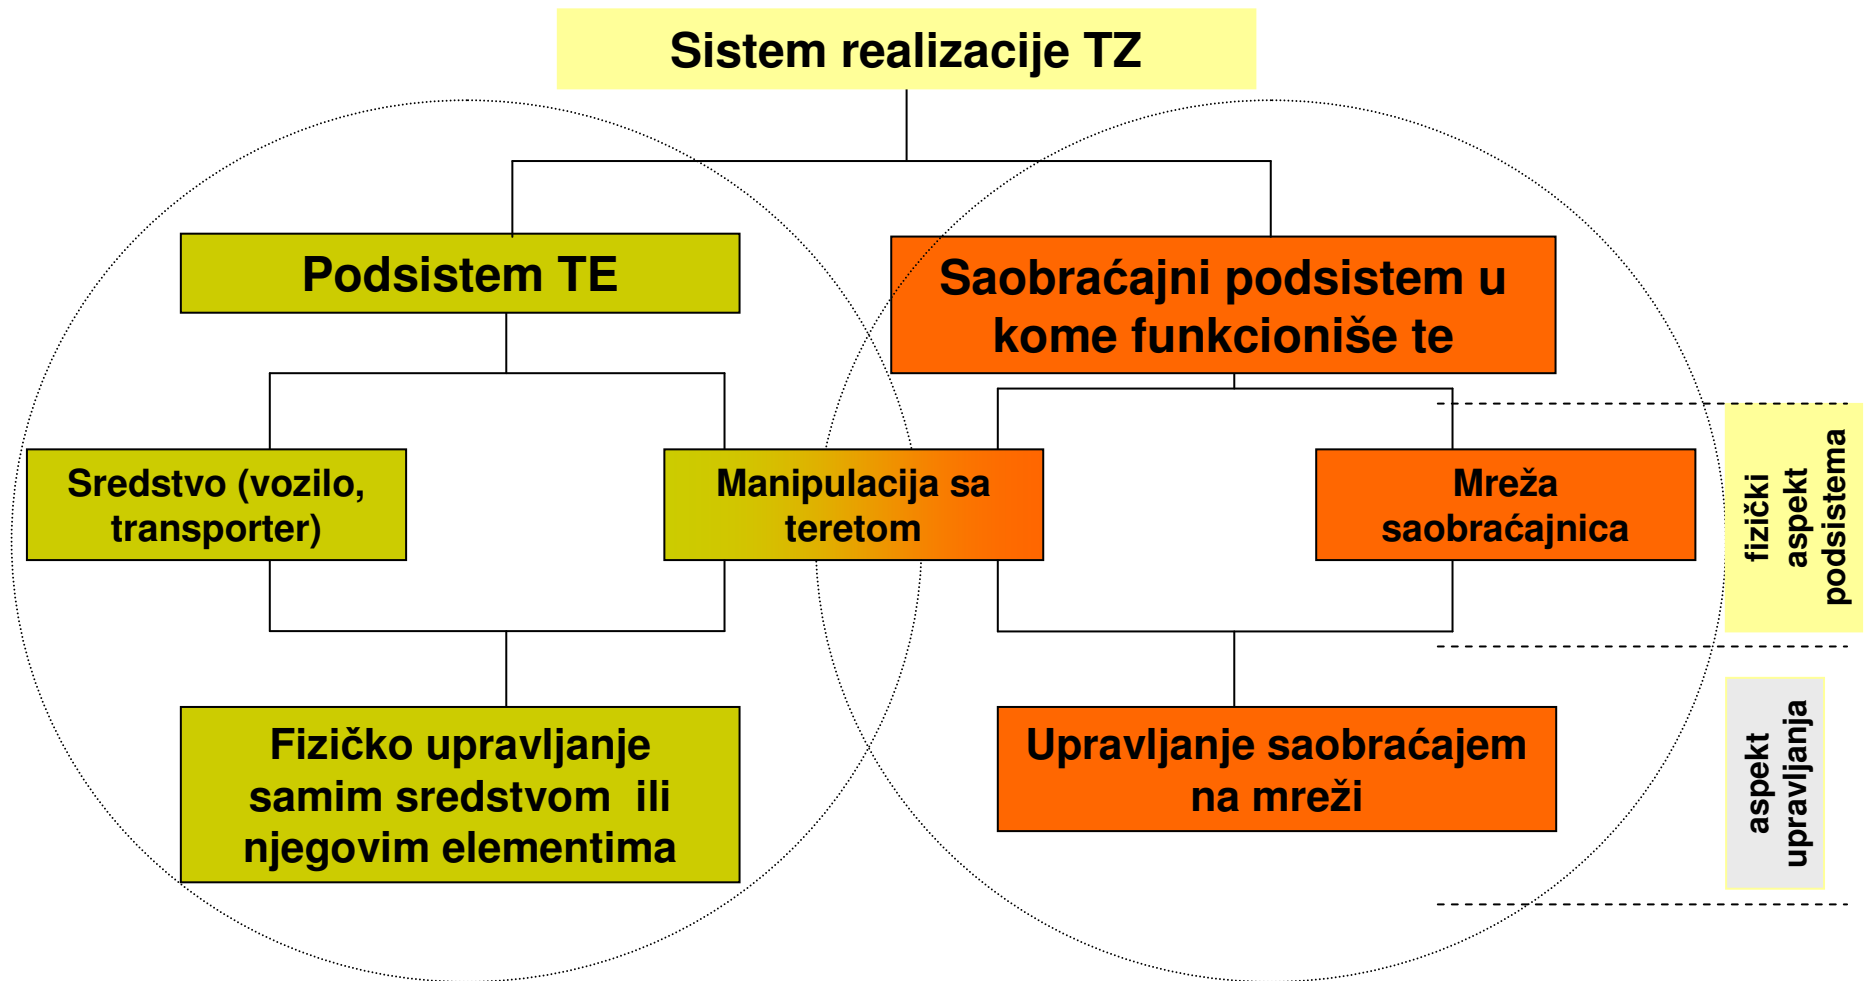 Sistem realizacije TZ
Podsistem TE
Saobraćajni podsistem u
kome funkcioniše te
Sredstvo (vozilo,
transporter)
Manipulacija sa
teretom
Mreža
saobraćajnica
fizički
aspekt
podsistema
Fizičko upravljanje
samim sredstvom ili
njegovim elementima
Upravljanje saobraćajem
na mreži
aspekt
upravljanja